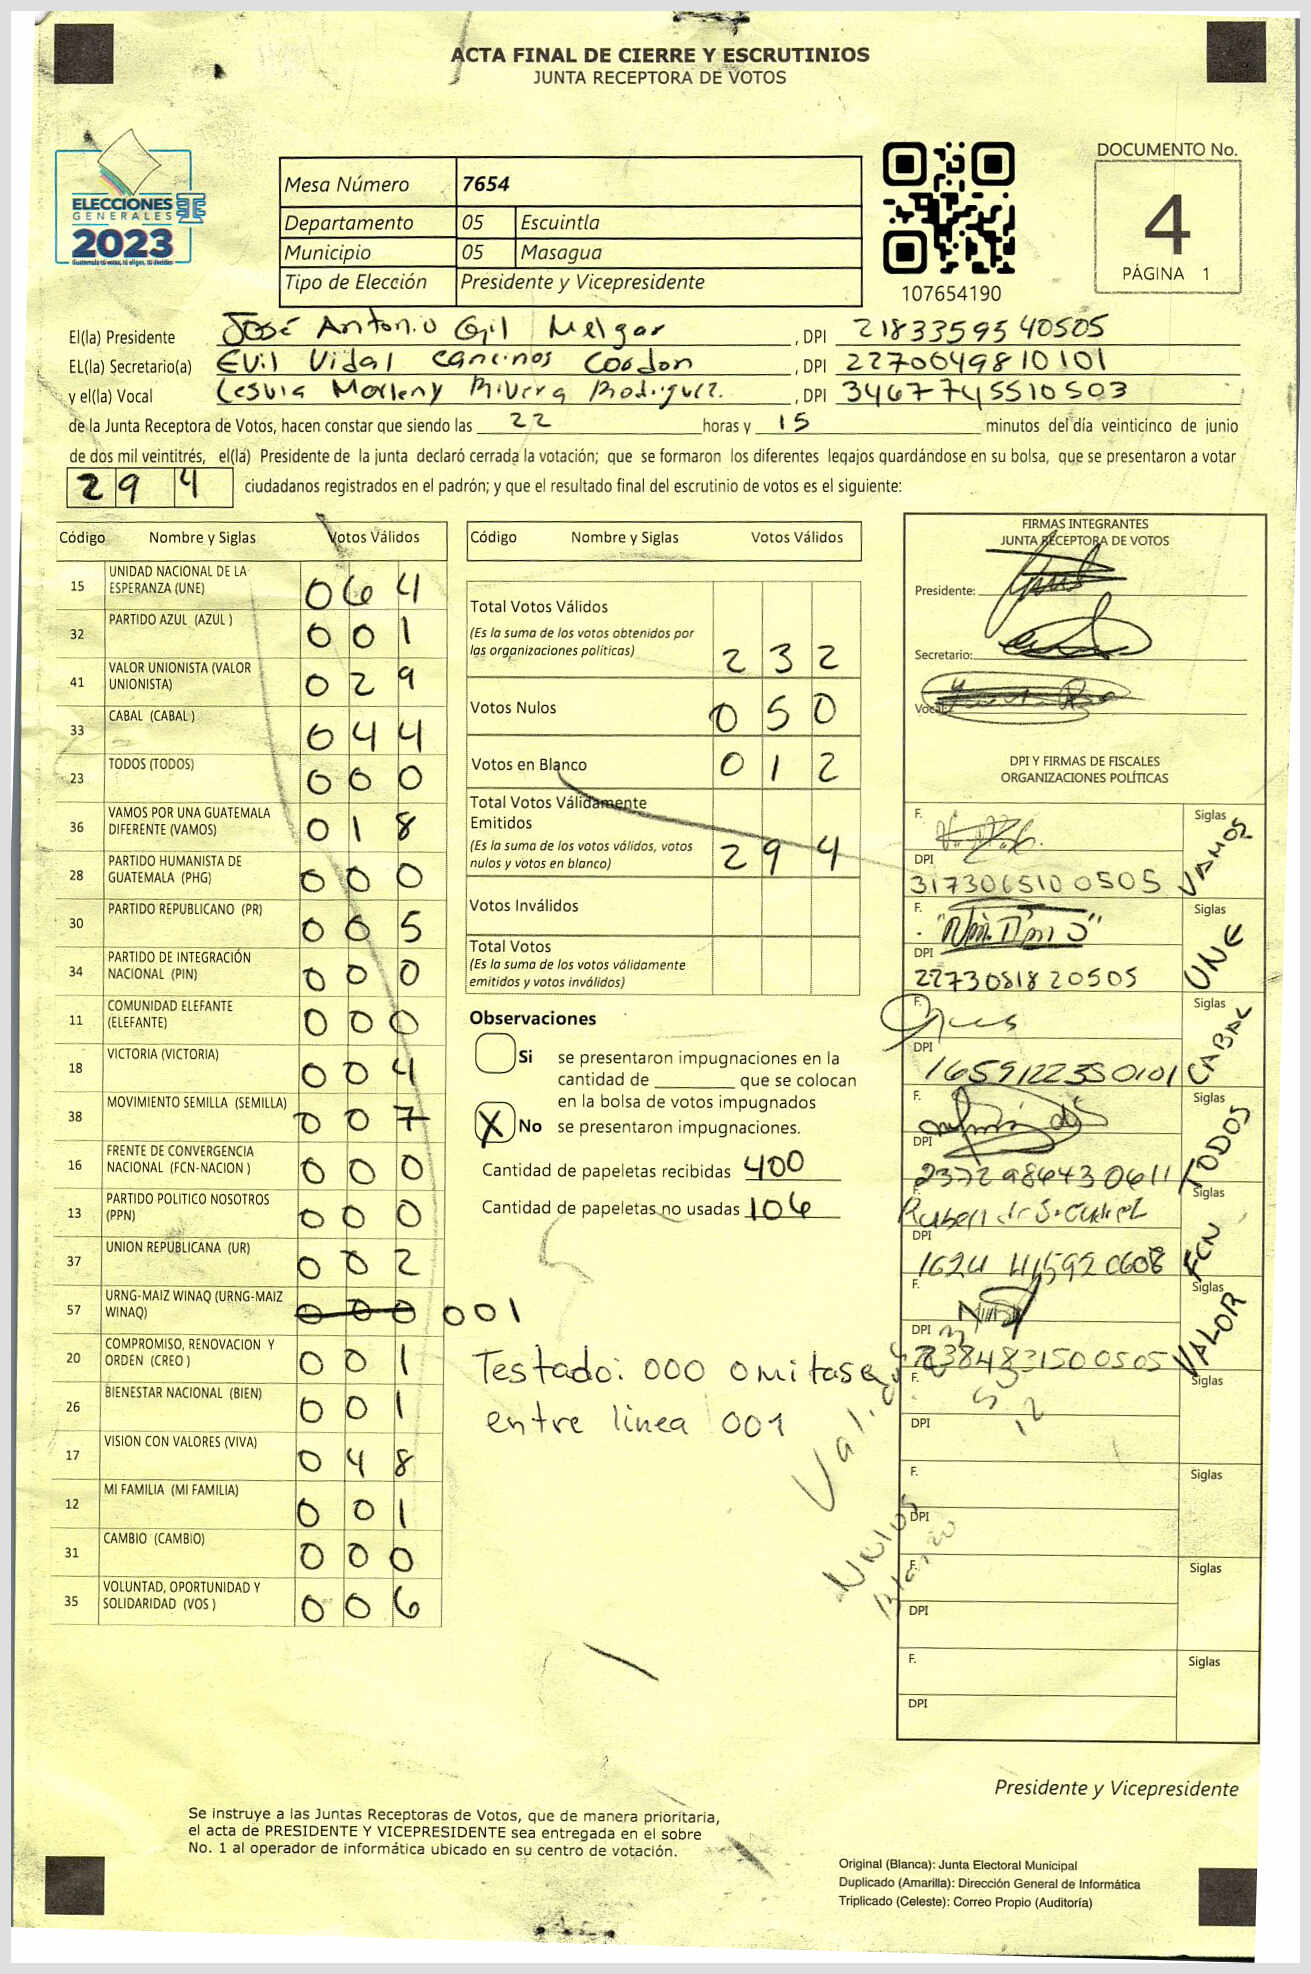 ACTA FINAL DE CIERRE Y ESCRUTINIOS
JUNTA RECEPTORA DE VOTOS
ELECCIONES
GENERALES
2023
Guatemala tú votas, tú eliges, tú decides
Mesa Número 7654
Departamento 05 Escuintla
Municipio 05 Masagua
Tipo de Elección Presidente y Vicepresidente
107654190
DOCUMENTO No.
4
PÁGINA 1
El(la) Presidente José Antonio Gil Melgar , DPI 2183359540505
EL(la) Secretario(a) Evil Vidal Cancinos Cordon , DPI 2270049810101
y el(la) Vocal Lesvia Marleny Rivera Rodriguez. , DPI 3467745510503
de la Junta Receptora de Votos, hacen constar que siendo las 22 horas y 15 minutos del día veinticinco de junio
de dos mil veintitrés, el(la) Presidente de la junta declaró cerrada la votación; que se formaron los diferentes legajos guardándose en su bolsa, que se presentaron a votar
294 ciudadanos registrados en el padrón; y que el resultado final del escrutinio de votos es el siguiente:
Código Nombre y Siglas Votos Válidos
15 UNIDAD NACIONAL DE LA ESPERANZA (UNE) 064
32 PARTIDO AZUL (AZUL ) 001
41 VALOR UNIONISTA (VALOR UNIONISTA) 029
33 CABAL (CABAL ) 044
23 TODOS (TODOS) 000
36 VAMOS POR UNA GUATEMALA DIFERENTE (VAMOS) 018
28 PARTIDO HUMANISTA DE GUATEMALA (PHG) 000
30 PARTIDO REPUBLICANO (PR) 005
34 PARTIDO DE INTEGRACIÓN NACIONAL (PIN) 000
11 COMUNIDAD ELEFANTE (ELEFANTE) 000
18 VICTORIA (VICTORIA) 004
38 MOVIMIENTO SEMILLA (SEMILLA) 007
16 FRENTE DE CONVERGENCIA NACIONAL (FCN-NACION ) 000
13 PARTIDO POLITICO NOSOTROS (PPN) 000
37 UNION REPUBLICANA (UR) 002
57 URNG-MAIZ WINAQ (URNG-MAIZ WINAQ) 000 001
20 COMPROMISO, RENOVACION Y ORDEN (CREO ) 001
26 BIENESTAR NACIONAL (BIEN) 001
17 VISION CON VALORES (VIVA) 048
12 MI FAMILIA (MI FAMILIA) 001
31 CAMBIO (CAMBIO) 000
35 VOLUNTAD, OPORTUNIDAD Y SOLIDARIDAD (VOS ) 006
Código Nombre y Siglas Votos Válidos
Total Votos Válidos
(Es la suma de los votos obtenidos por
las organizaciones políticas) 232
Votos Nulos 050
Votos en Blanco 012
Total Votos Válidamente
Emitidos
(Es la suma de los votos válidos, votos
nulos y votos en blanco) 294
Votos Inválidos
Total Votos
(Es la suma de los votos válidamente
emitidos y votos inválidos)
Observaciones
Si se presentaron impugnaciones en la
cantidad de ________ que se colocan
en la bolsa de votos impugnados
X No se presentaron impugnaciones.
Cantidad de papeletas recibidas 400
Cantidad de papeletas no usadas 106
Testado: 000 omitase
entre linea 001
Nulos
Blanco
FIRMAS INTEGRANTES
JUNTA RECEPTORA DE VOTOS
Presidente:
Secretario:
Vocal:
DPI Y FIRMAS DE FISCALES
ORGANIZACIONES POLÍTICAS
F. Siglas VAMOS
DPI 3173065100505
F. Siglas UNE
DPI 2273081820505
F. Siglas CABAL
DPI 1659122350101
F. Siglas TODOS
DPI 2372986430611
F. Siglas FCN
DPI 1624 415920608
F. Siglas VALOR
DPI
F. Siglas
DPI
F. Siglas
DPI
F. Siglas
DPI
F. Siglas
DPI
Presidente y Vicepresidente
Se instruye a las Juntas Receptoras de Votos, que de manera prioritaria,
el acta de PRESIDENTE Y VICEPRESIDENTE sea entregada en el sobre
No. 1 al operador de informática ubicado en su centro de votación.
Original (Blanca): Junta Electoral Municipal
Duplicado (Amarilla): Dirección General de Informática
Triplicado (Celeste): Correo Propio (Auditoría)